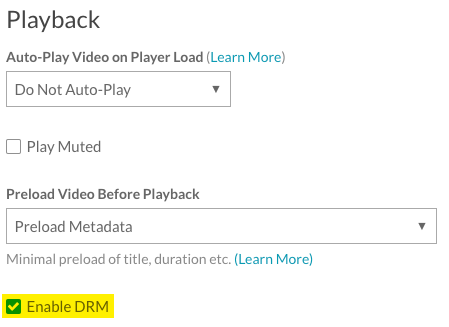 Playback
Auto-Play Video on Player Load (Learn More)
Do Not Auto-Play
Play Muted
Preload Video Before Playback
Preload Metadata
Minimal preload of title, duration etc. (Learn More)
Enable DRM